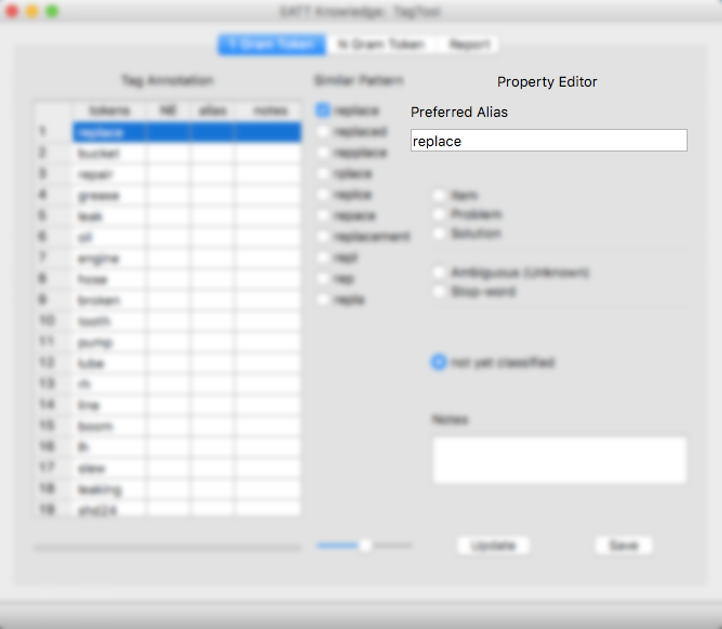 EATT Knowledge: TagTool
1 Gram Token N Gram Token Report
Tag Annotation Similar Pattern Property Editor
tokens NE alias notes replace Preferred Alias
1 replace replaced replace
2 bucket repplace
3 repair rplace
4 grease replce Item
5 leak repace Problem
6 oil replacement Solution
7 engine repl
8 hose rep Ambiguous (Unknown)
9 broken repla Stop-word
10 tooth
11 pump
12 lube not yet classified
13 rh
14 line
15 boom Notes
16 lh
17 slew
18 leaking
19 shd24
Update Save